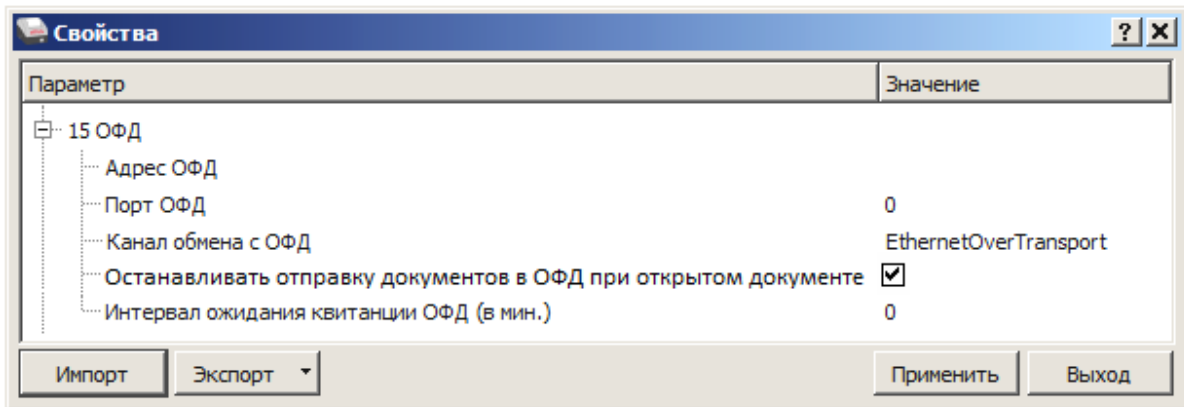 Свойства
Параметр Значение
15 ОФД
Адрес ОФД
Порт ОФД 0
Канал обмена с ОФД EthernetOverTransport
Останавливать отправку документов в ОФД при открытом документе
Интервал ожидания квитанции ОФД (в мин.) 0
Импорт Экспорт Применить Выход